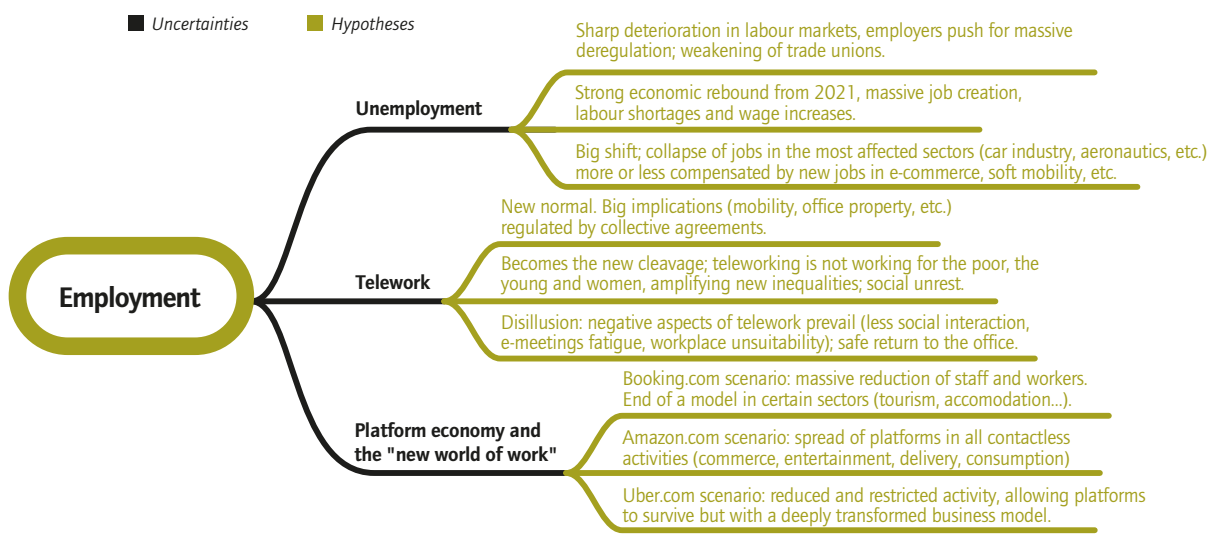 Uncertainties
Hypotheses
Employment
Unemployment
Sharp deterioration in labour markets, employers push for massive
deregulation; weakening of trade unions.
Strong economic rebound from 2021, massive job creation,
labour shortages and wage increases.
Big shift; collapse of jobs in the most affected sectors (car industry, aeronautics, etc.)
more or less compensated by new jobs in e-commerce, soft mobility, etc.
Telework
New normal. Big implications (mobility, office property, etc.)
regulated by collective agreements.
Becomes the new cleavage; teleworking is not working for the poor, the
young and women, amplifying new inequalities; social unrest.
Disillusion: negative aspects of telework prevail (less social interaction,
e-meetings fatigue, workplace unsuitability); safe return to the office.
Platform economy and
the "new world of work"
Booking.com scenario: massive reduction of staff and workers.
End of a model in certain sectors (tourism, accomodation...).
Amazon.com scenario: spread of platforms in all contactless
activities (commerce, entertainment, delivery, consumption)
Uber.com scenario: reduced and restricted activity, allowing platforms
to survive but with a deeply transformed business model.